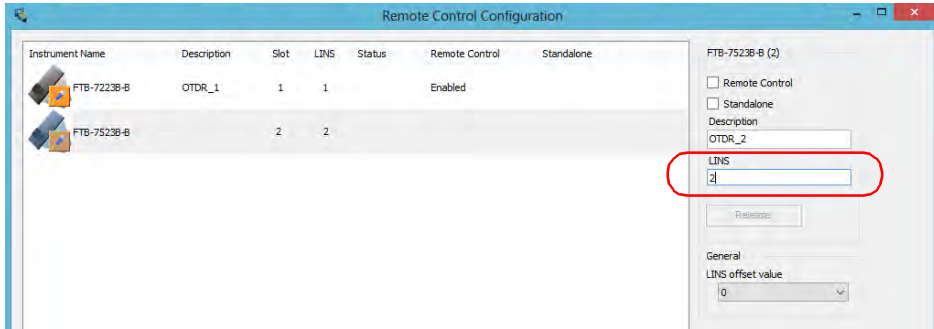 Remote Control Configuration
Instrument Name Description Slot LINS Status Remote Control Standalone
FTB-7223B-B OTDR_1 1 1 Enabled
FTB-7523B-B 2 2
FTB-7523B-B (2)
Remote Control
Standalone
Description
OTDR_2
LINS
2
Release
General
LINS offset value
0